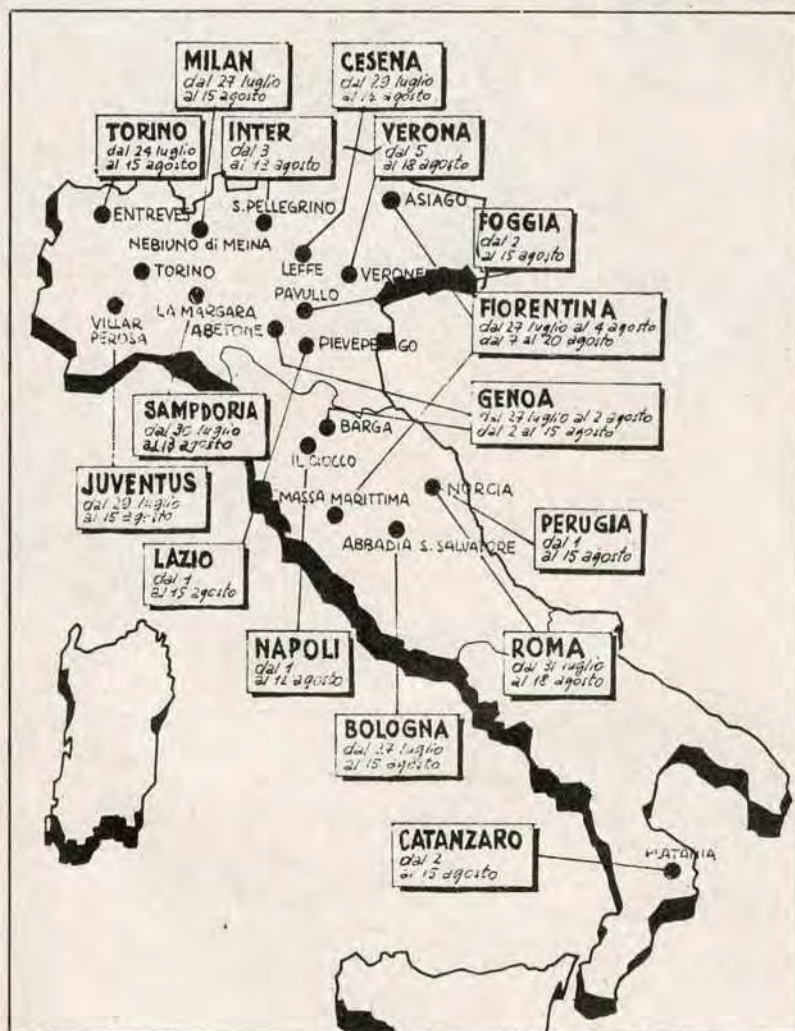 MILAN
dal 27 luglio
al 15 agosto
CESENA
dal 29 luglio
al 14 agosto
TORINO
dal 24 luglio
al 15 agosto
INTER
dal 3
al 13 agosto
VERONA
dal 5
al 18 agosto
ENTREVES
S. PELLEGRINO
ASIAGO
NEBIUNO di MEINA
FOGGIA
dal 2
al 15 agosto
TORINO
LEFFE
VERONE
PAVULLO
VILLAR
PEROSA
LA MARGARA
ABETONE
FIORENTINA
dal 27 luglio al 4 agosto
dal 7 al 20 agosto
PIEVEPELAGO
GENOA
dal 27 luglio al 2 agosto
dal 2 al 15 agosto
SAMPDORIA
dal 30 luglio
al 13 agosto
BARGA
IL CIOCCO
JUVENTUS
dal 29 luglio
al 15 agosto
MASSA MARITTIMA
NORCIA
PERUGIA
dal 1
al 15 agosto
ABBADIA S. SALVATORE
LAZIO
dal 1
al 15 agosto
NAPOLI
dal 1
al agosto
ROMA
dal 31 luglio
al 18 agosto
BOLOGNA
dal 27 luglio
al 15 agosto
CATANZARO
dal 2
al 15 agosto